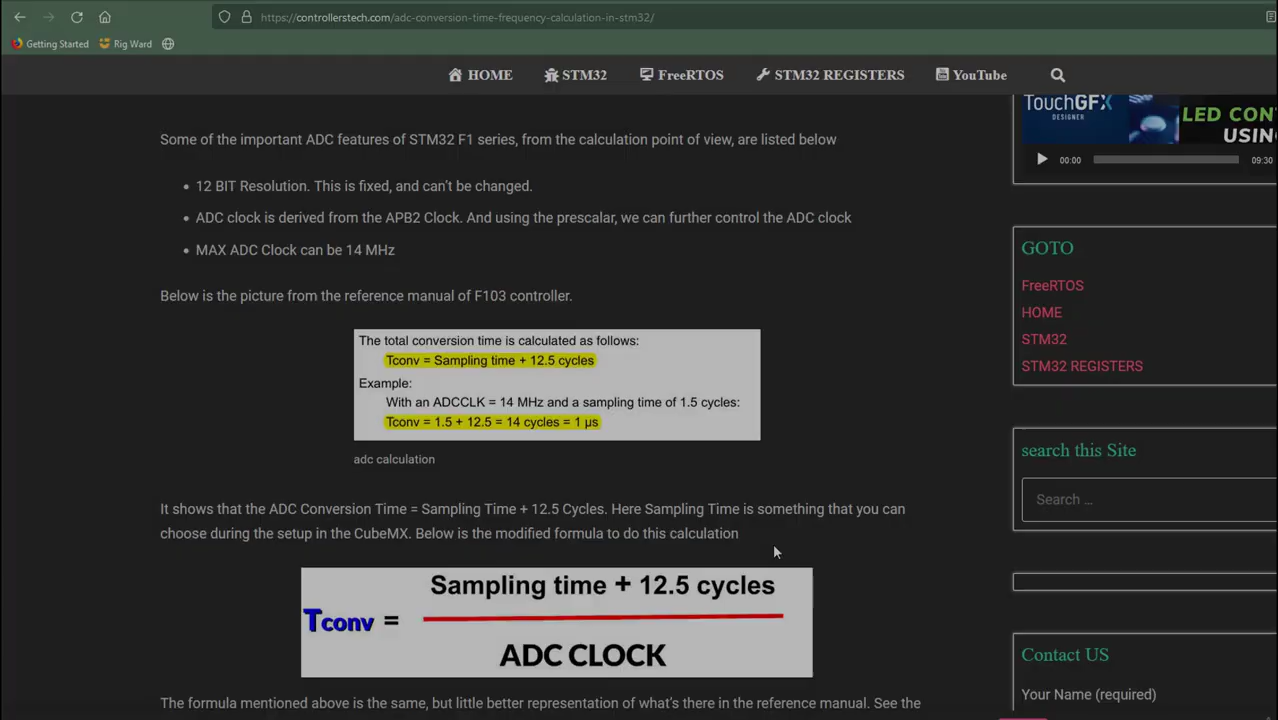 https://controllerstech.com/adc-conversion-time-frequency-calculation-in-stm32/
Getting Started Rig Ward
HOME STM32 FreeRTOS STM32 REGISTERS YouTube
TouchGFX
DESIGNER
LED CON
USING
00:00 09:30
Some of the important ADC features of STM32 F1 series, from the calculation point of view, are listed below
• 12 BIT Resolution. This is fixed, and can't be changed.
• ADC clock is derived from the APB2 Clock. And using the prescalar, we can further control the ADC clock
• MAX ADC Clock can be 14 MHz
Below is the picture from the reference manual of F103 controller.
The total conversion time is calculated as follows:
Tconv = Sampling time + 12.5 cycles
Example:
With an ADCCLK = 14 MHz and a sampling time of 1.5 cycles:
Tconv = 1.5 + 12.5 = 14 cycles = 1 µs
adc calculation
It shows that the ADC Conversion Time = Sampling Time + 12.5 Cycles. Here Sampling Time is something that you can
choose during the setup in the CubeMX. Below is the modified formula to do this calculation
Sampling time + 12.5 cycles
Tconv =
ADC CLOCK
The formula mentioned above is the same, but little better representation of what's there in the reference manual. See the
GOTO
FreeRTOS
HOME
STM32
STM32 REGISTERS
search this Site
Search …
Contact US
Your Name (required)